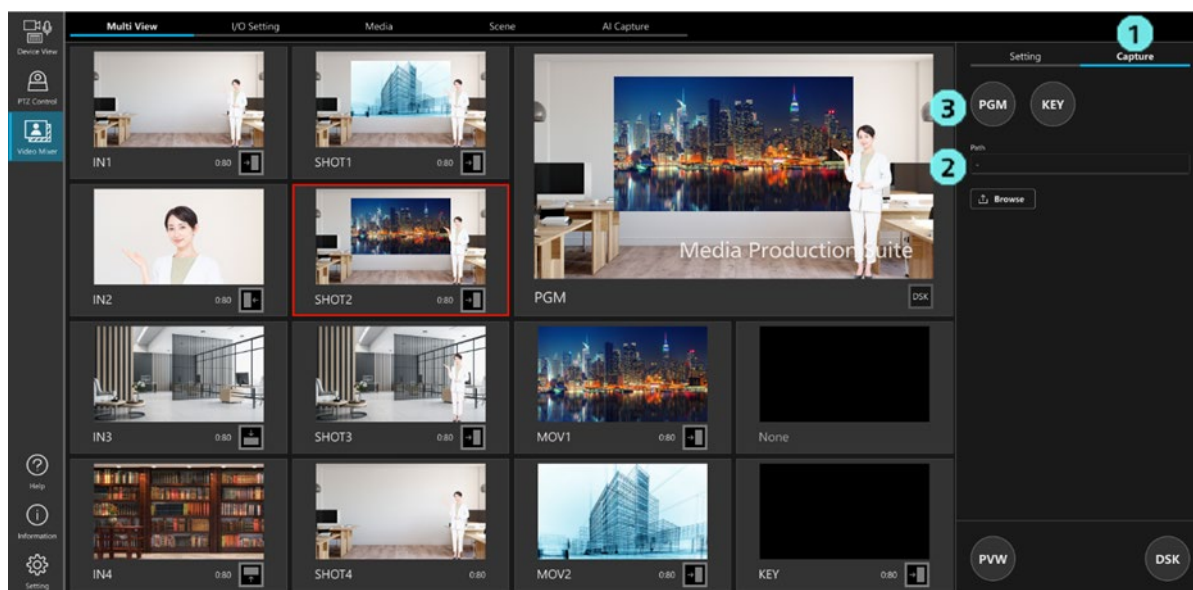 Multi View
I/O Setting
Media
Scene
AI Capture
1
Device View
PTZ Control
Video Mixer
Setting
Capture
3
PGM
KEY
Path
2
-
Browse
IN1
0:80
SHOT1
0:80
IN2
0:80
SHOT2
0:80
Media Production Suite
PGM
DSK
IN3
0:80
SHOT3
0:80
MOV1
0:80
None
IN4
0:80
SHOT4
0:80
MOV2
0:80
KEY
0:80
Help
Information
Setting
PVW
DSK